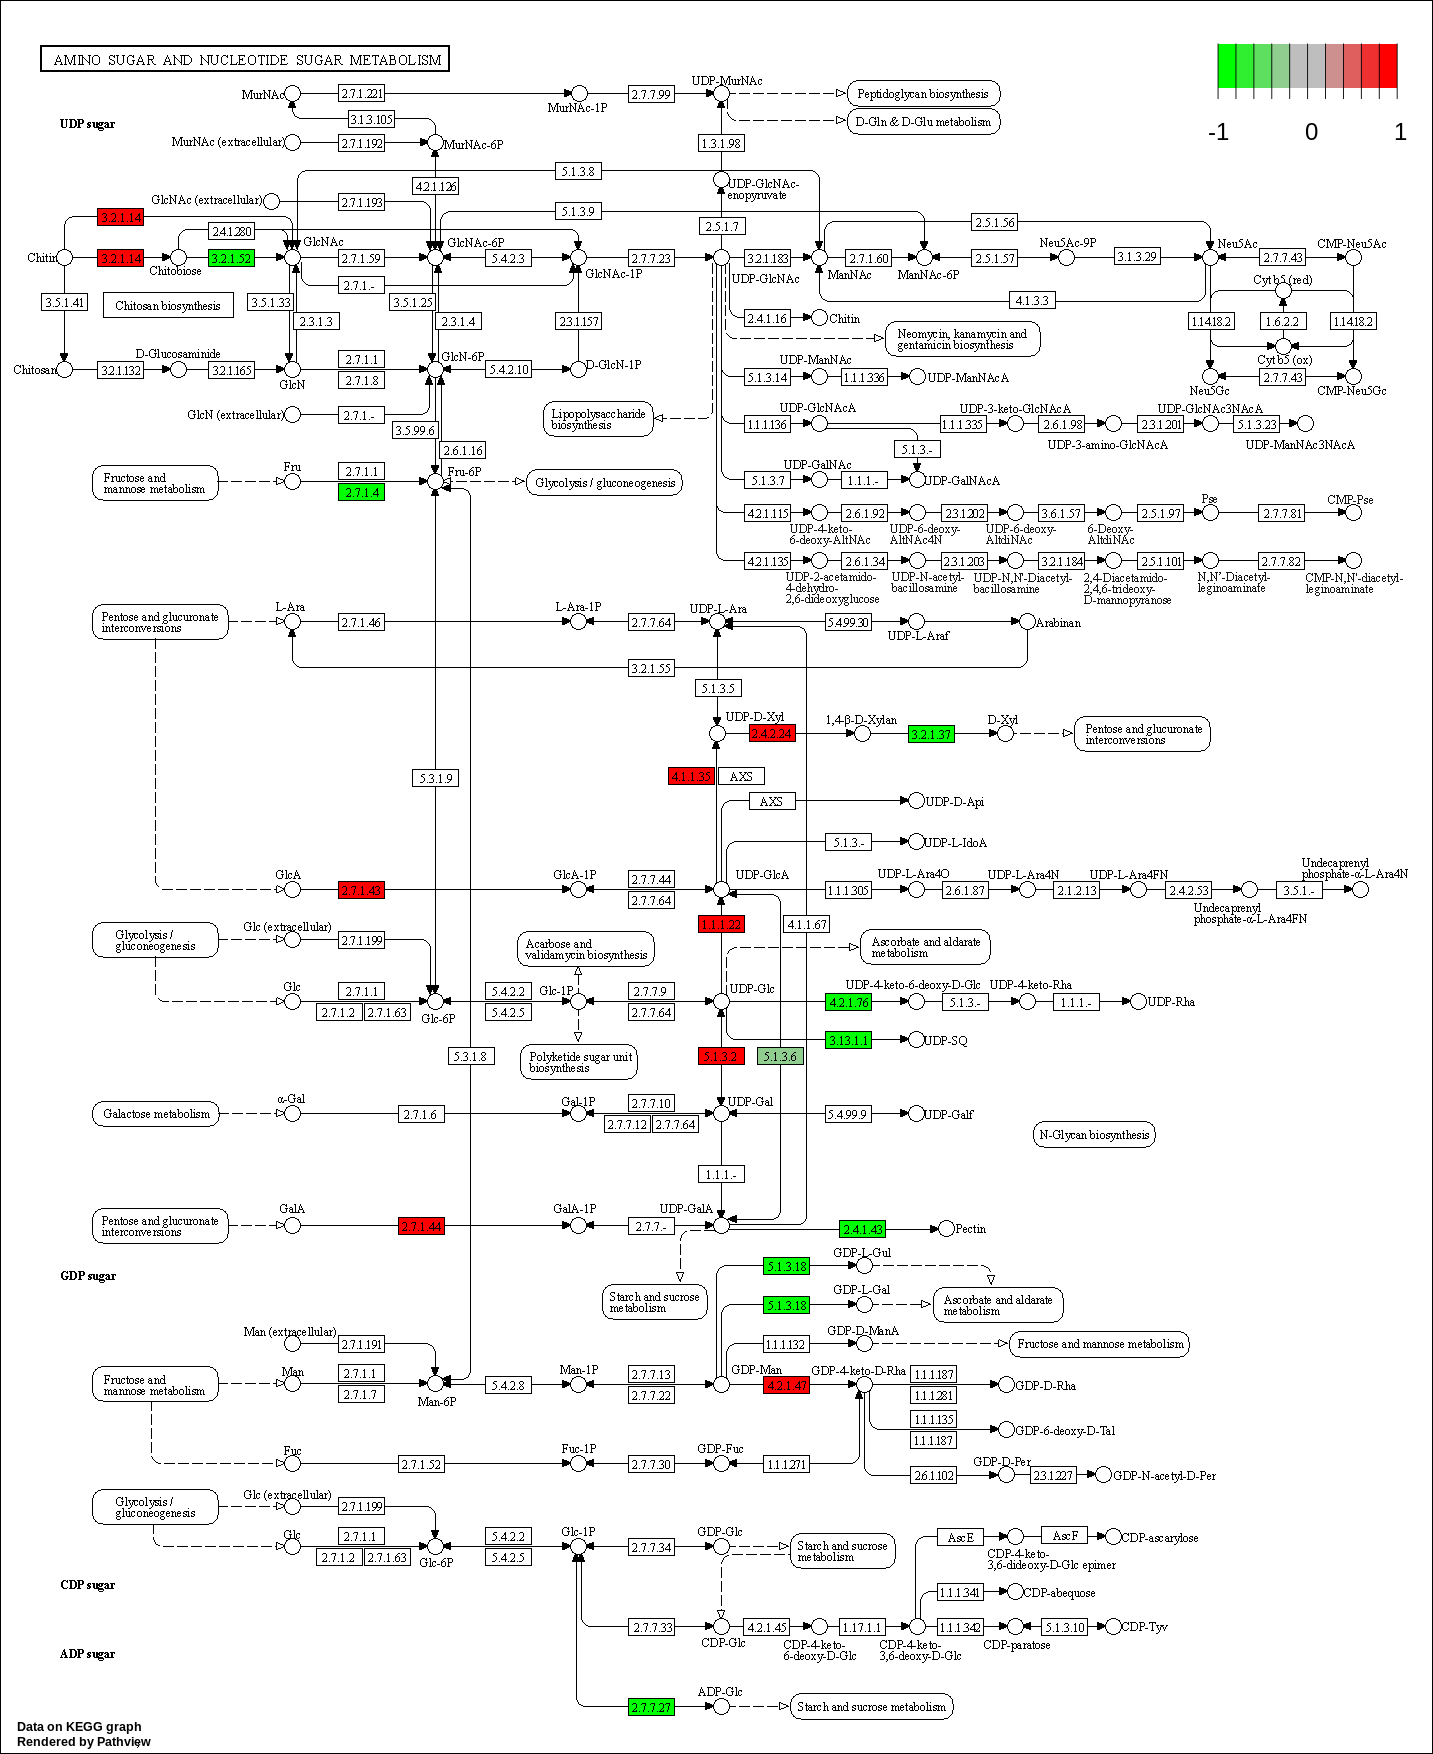 AMINO SUGAR AND NUCLEOTIDE SUGAR METABOLISM
-1 0 1
UDP sugar
MurNAc 2.7.1.221 MurNAc-1P 2.7.7.99 UDP-MurNAc Peptidoglycan biosynthesis
3.1.3.105 D-Gln & D-Glu metabolism
MurNAc (extracellular) 2.7.1.192 MurNAc-6P 1.3.1.98
5.1.3.8
4.2.1.126 UDP-GlcNAc-
enopyruvate
GlcNAc (extracellular) 2.7.1.193 5.1.3.9
3.2.1.14 2.4.1.280 2.5.1.7 2.5.1.56
GlcNAc GlcNAc-6P Neu5Ac-9P Neu5Ac CMP-Neu5Ac
Chitin 3.2.1.14 Chitobiose 3.2.1.52 2.7.1.59 5.4.2.3 GlcNAc-1P 2.7.7.23 UDP-GlcNAc 3.2.1.183 ManNAc 2.7.1.60 ManNAc-6P 2.5.1.57 3.1.3.29 2.7.7.43
2.7.1.- Cyt b5 (red)
3.5.1.41 Chitosan biosynthesis 3.5.1.33 3.5.1.25 4.1.3.3
2.3.1.3 2.3.1.4 2.3.1.157 2.4.1.16 Chitin 1.14.18.2 1.6.2.2 1.14.18.2
Neomycin, kanamycin and
gentamicin biosynthesis
D-Glucosaminide 2.7.1.1 GlcN-6P UDP-ManNAc Cyt b5 (ox)
Chitosan 3.2.1.132 3.2.1.165 GlcN 2.7.1.8 5.4.2.10 D-GlcN-1P 5.1.3.14 1.1.1.336 UDP-ManNAcA Neu5Gc 2.7.7.43 CMP-Neu5Gc
GlcN (extracellular) 2.7.1.- UDP-GlcNAcA UDP-3-keto-GlcNAcA UDP-GlcNAc3NAcA
3.5.99.6 Lipopolysaccharide
biosynthesis
1.1.1.136 1.1.1.335 2.6.1.98 2.3.1.201 5.1.3.23
2.6.1.16 5.1.3.- UDP-3-amino-GlcNAcA UDP-ManNAc3NAcA
Fructose and
mannose metabolism
Fru 2.7.1.1 Fru-6P Glycolysis / gluconeogenesis UDP-GalNAc
2.7.1.4 5.1.3.7 1.1.1.- UDP-GalNAcA
Pse CMP-Pse
4.2.1.115 2.6.1.92 2.3.1.202 3.6.1.57 2.5.1.97 2.7.7.81
UDP-4-keto- UDP-6-deoxy- UDP-6-deoxy- 6-Deoxy-
6-deoxy-AltNAc AltNAc4N AltdiNAc AltdiNAc
4.2.1.135 2.6.1.34 2.3.1.203 3.2.1.184 2.5.1.101 2.7.7.82
UDP-2-acetamido- UDP-N-acetyl- UDP-N,N'-Diacetyl- 2,4-Diacetamido- N,N'-Diacetyl- CMP-N,N'-diacetyl-
4-dehydro- bacillosamine bacillosamine 2,4,6-trideoxy- leginoaminate leginoaminate
2,6-dideoxyglucose D-mannopyranose
Pentose and glucuronate
interconversions
L-Ara 2.7.1.46 L-Ara-1P 2.7.7.64 UDP-L-Ara 5.4.99.30 UDP-L-Araf Arabinan
3.2.1.55
5.1.3.5
UDP-D-Xyl 2.4.2.24 1,4-β-D-Xylan 3.2.1.37 D-Xyl Pentose and glucuronate
interconversions
5.3.1.9 4.1.1.35 AXS
AXS UDP-D-Api
5.1.3.- UDP-L-IdoA
GlcA 2.7.1.43 GlcA-1P 2.7.7.44 UDP-GlcA UDP-L-Ara4O UDP-L-Ara4N UDP-L-Ara4FN Undecaprenyl
phosphate-α-L-Ara4N
2.7.7.64 1.1.1.305 2.6.1.87 2.1.2.13 2.4.2.53 3.5.1.-
Undecaprenyl
phosphate-α-L-Ara4FN
1.1.1.22 4.1.1.67
Glycolysis /
gluconeogenesis
Glc (extracellular) 2.7.1.199 Acarbose and
validamycin biosynthesis
Ascorbate and aldarate
metabolism
Glc 2.7.1.1 5.4.2.2 Glc-1P 2.7.7.9 UDP-Glc UDP-4-keto-6-deoxy-D-Glc UDP-4-keto-Rha
4.2.1.76 5.1.3.- 1.1.1.- UDP-Rha
2.7.1.2 2.7.1.63 Glc-6P 5.4.2.5 2.7.7.64
3.13.1.1 UDP-SQ
5.3.1.8 Polyketide sugar unit
biosynthesis
5.1.3.2 5.1.3.6
Galactose metabolism α-Gal 2.7.1.6 Gal-1P 2.7.7.10 UDP-Gal 5.4.99.9 UDP-Galf
2.7.7.12 2.7.7.64 N-Glycan biosynthesis
1.1.1.-
Pentose and glucuronate
interconversions
GalA 2.7.1.44 GalA-1P 2.7.7.- UDP-GalA 2.4.1.43 Pectin
GDP sugar
5.1.3.18 GDP-L-Gul
Starch and sucrose
metabolism
5.1.3.18 GDP-L-Gal Ascorbate and aldarate
metabolism
Man (extracellular) 2.7.1.191 1.1.1.132 GDP-D-ManA Fructose and mannose metabolism
Fructose and
mannose metabolism
Man 2.7.1.1 Man-1P 2.7.7.13 GDP-Man GDP-4-keto-D-Rha 1.1.1.187
2.7.1.7 Man-6P 5.4.2.8 2.7.7.22 4.2.1.47 1.1.1.281 GDP-D-Rha
1.1.1.135
1.1.1.187 GDP-6-deoxy-D-Tal
Fuc 2.7.1.52 Fuc-1P 2.7.7.30 GDP-Fuc 1.1.1.271 GDP-D-Per
2.6.1.102 2.3.1.227 GDP-N-acetyl-D-Per
Glycolysis /
gluconeogenesis
Glc (extracellular) 2.7.1.199
Glc 2.7.1.1 5.4.2.2 Glc-1P GDP-Glc Starch and sucrose
metabolism
2.7.1.2 2.7.1.63 Glc-6P 5.4.2.5 2.7.7.34
AscE AscF CDP-ascarylose
CDP-4-keto-
3,6-dideoxy-D-Glc epimer
CDP sugar
1.1.1.341 CDP-abequose
2.7.7.33 CDP-Glc 4.2.1.45 1.17.1.1 1.1.1.342 5.1.3.10 CDP-Tyv
CDP-4-keto- CDP-4-keto- CDP-paratose
6-deoxy-D-Glc 3,6-deoxy-D-Glc
ADP sugar
2.7.7.27 ADP-Glc Starch and sucrose metabolism
Data on KEGG graph
Rendered by Pathview